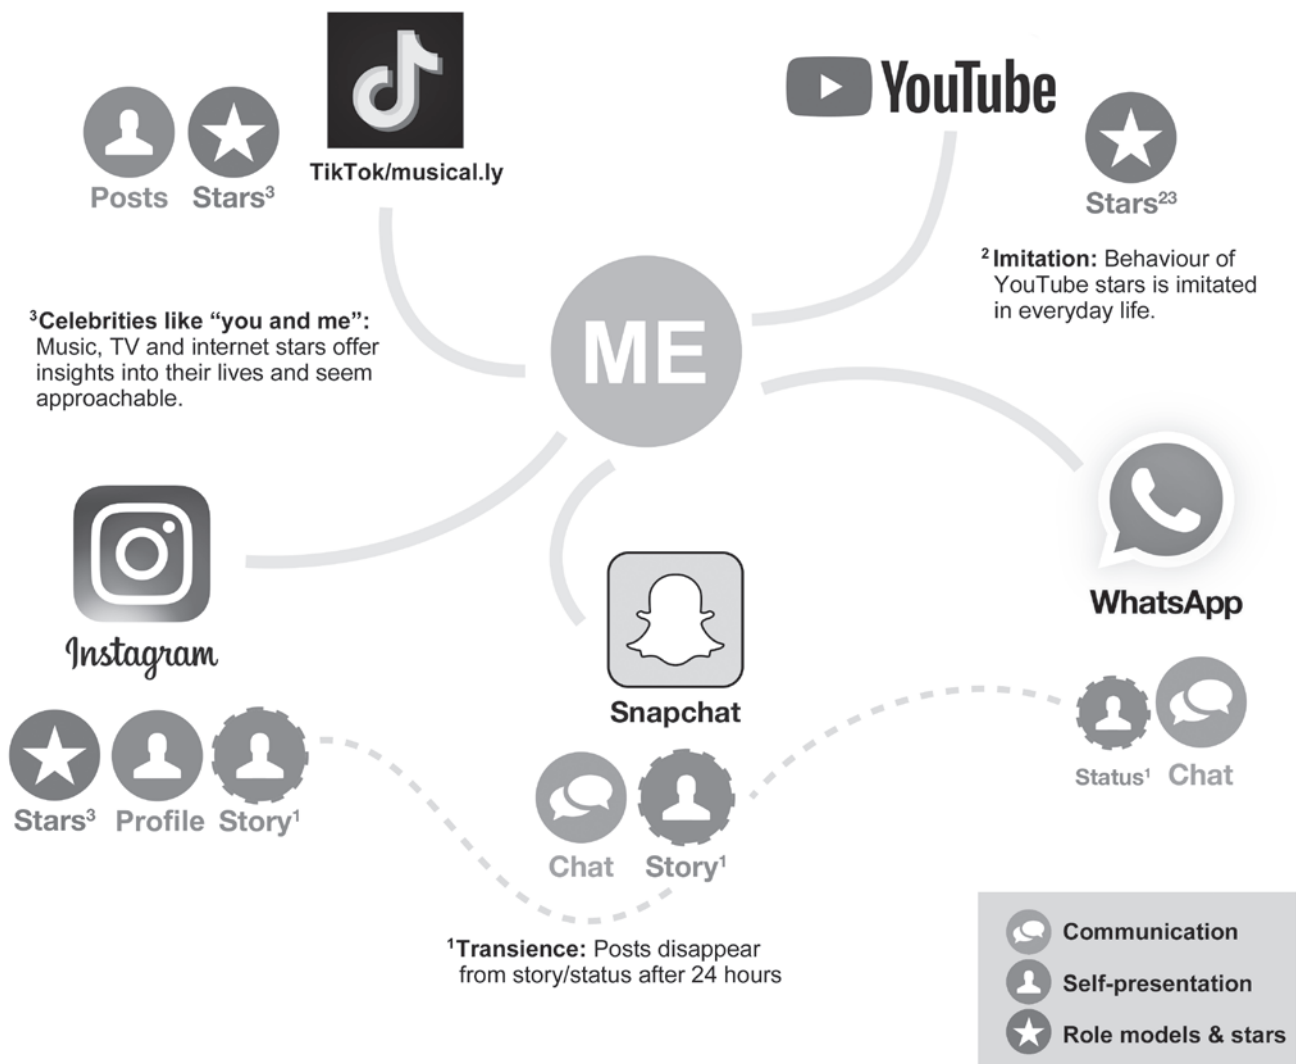 TikTok/musical.ly
Posts Stars³
YouTube
Stars²³
² Imitation: Behaviour of
YouTube stars is imitated
in everyday life.
³Celebrities like “you and me”:
Music, TV and internet stars offer
insights into their lives and seem
approachable.
ME
Instagram
Stars³ Profile Story¹
Snapchat
Chat Story¹
WhatsApp
Status¹ Chat
¹Transience: Posts disappear
from story/status after 24 hours
Communication
Self-presentation
Role models & stars